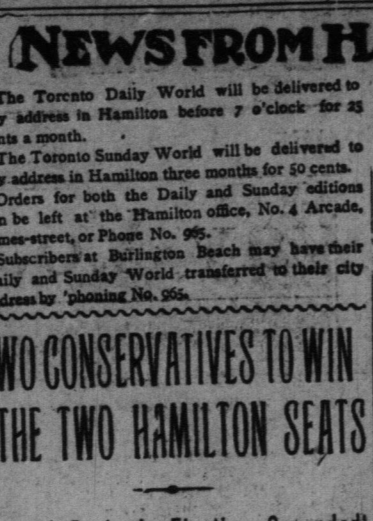 NEWS FROM H
The Toronto Daily World will be delivered to
y address in Hamilton before 7 o'clock for 25
nts a month.
The Toronto Sunday World will be delivered to
y address in Hamilton three months for 50 cents.
Orders for both the Daily and Sunday editions
n be left at the Hamilton office, No. 4 Arcade,
mes-street, or Phone No. 965.
Subscribers at Burlington Beach may have their
aily and Sunday World transferred to their city
dress by 'phoning No. 965.
WO CONSERVATIVES TO WIN
THE TWO HAMILTON SEATS